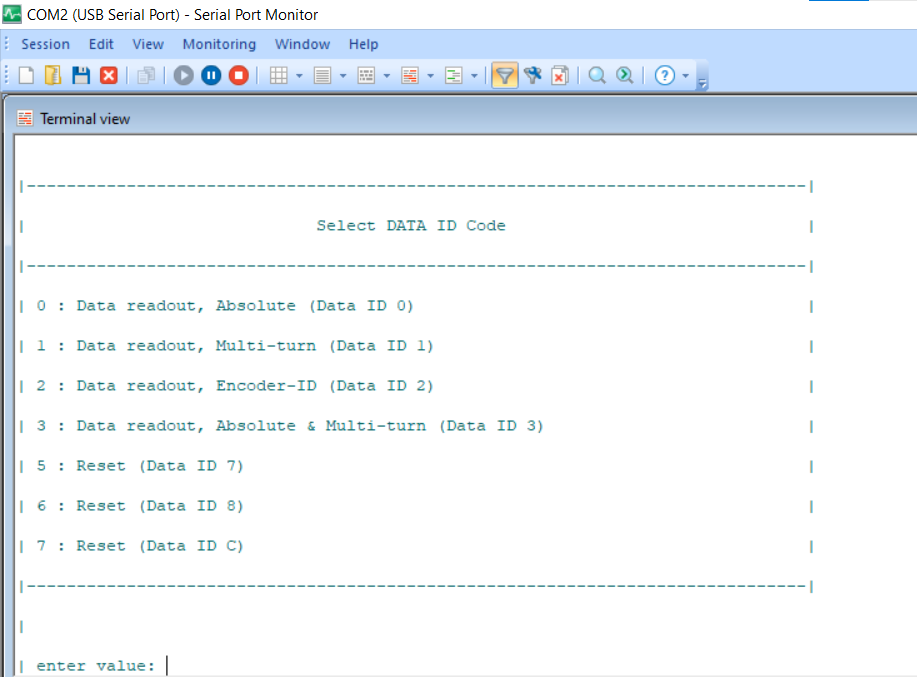 COM2 (USB Serial Port) - Serial Port Monitor
Session Edit View Monitoring Window Help
Terminal view
|------------------------------------------------------------------------------|
| Select DATA ID Code |
|------------------------------------------------------------------------------|
| 0 : Data readout, Absolute (Data ID 0) |
| 1 : Data readout, Multi-turn (Data ID 1) |
| 2 : Data readout, Encoder-ID (Data ID 2) |
| 3 : Data readout, Absolute & Multi-turn (Data ID 3) |
| 5 : Reset (Data ID 7) |
| 6 : Reset (Data ID 8) |
| 7 : Reset (Data ID C) |
|------------------------------------------------------------------------------|
|
| enter value: